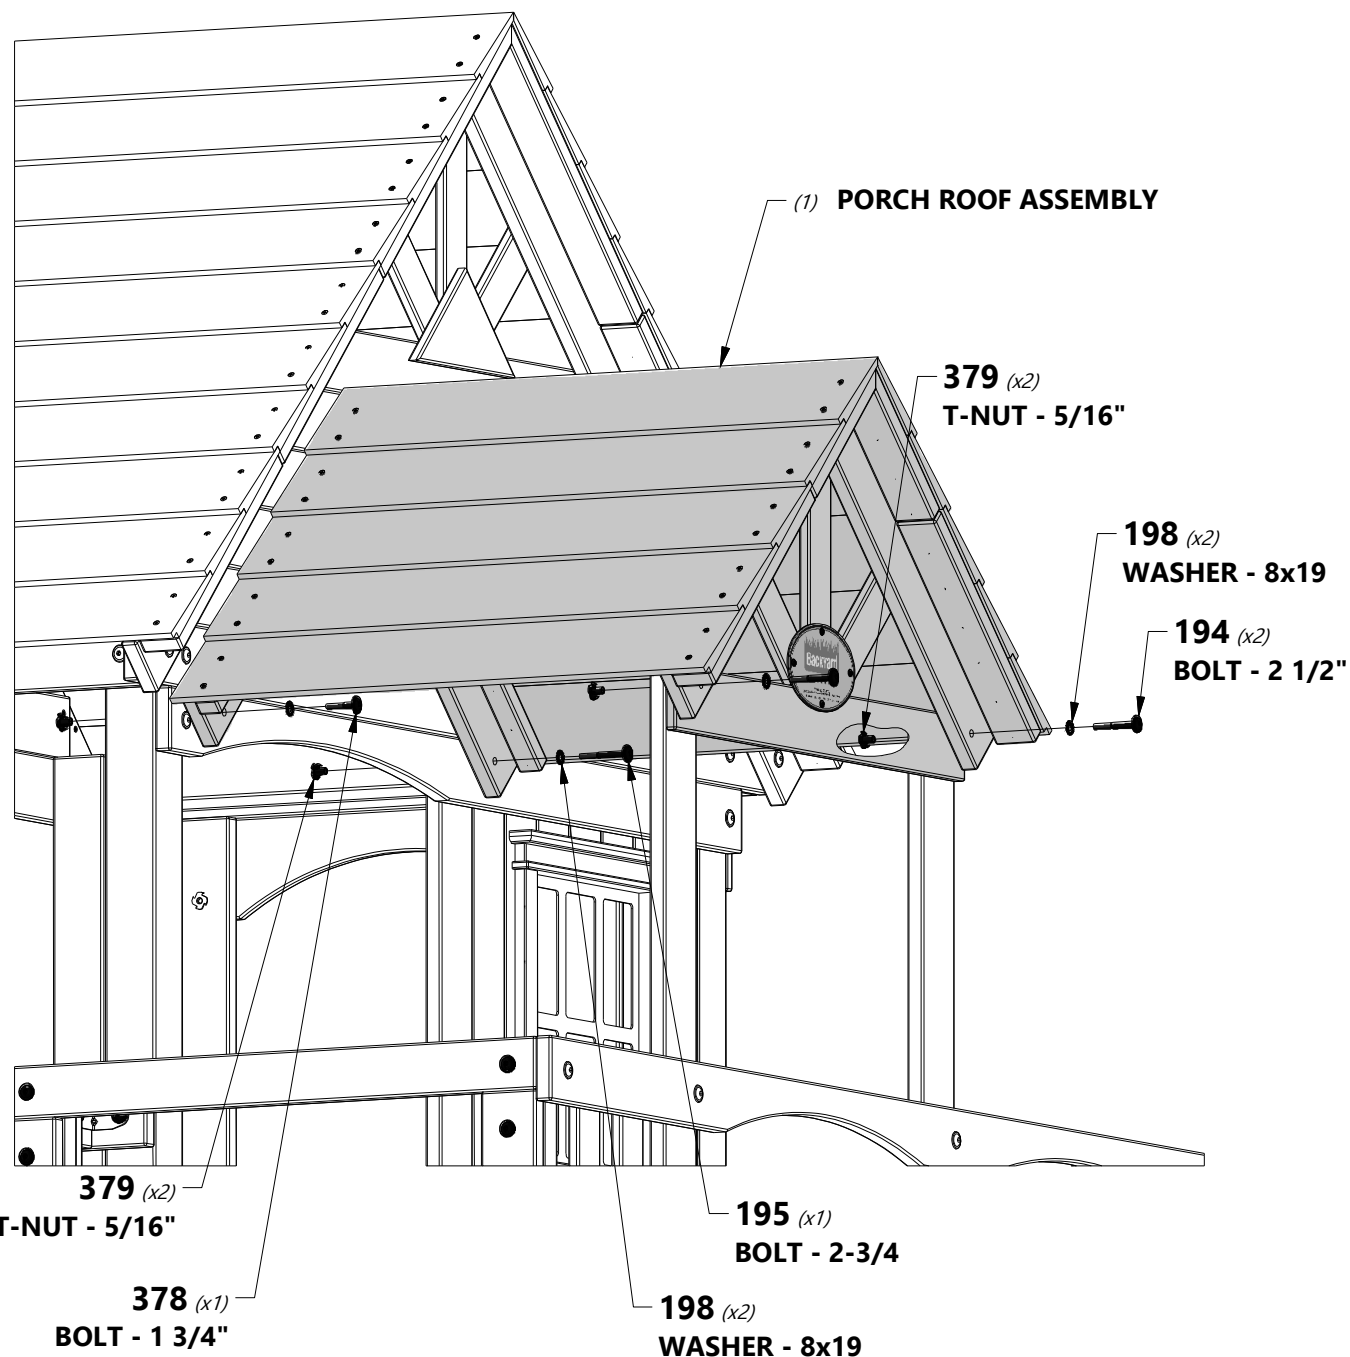 (1) PORCH ROOF ASSEMBLY
379 (x2)
T-NUT - 5/16"
198 (x2)
WASHER - 8x19
194 (x2)
BOLT - 2 1/2"
Backyard
379 (x2)
T-NUT - 5/16"
195 (x1)
BOLT - 2-3/4
378 (x1)
BOLT - 1 3/4"
198 (x2)
WASHER - 8x19